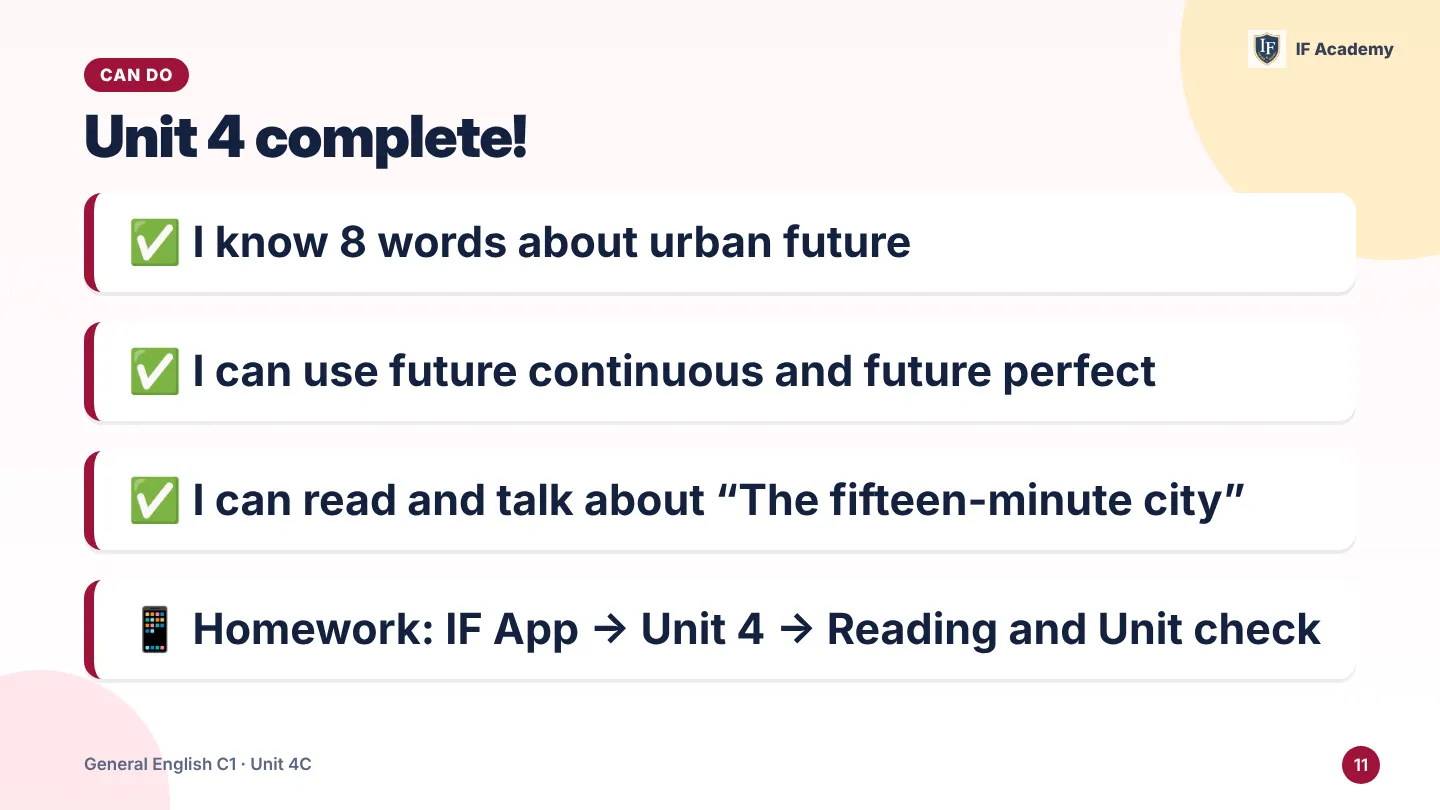 IF
IF Academy
CAN DO
Unit 4 complete!
✅ I know 8 words about urban future
✅ I can use future continuous and future perfect
✅ I can read and talk about “The fifteen-minute city”
📱 Homework: IF App → Unit 4 → Reading and Unit check
General English C1 · Unit 4C
11